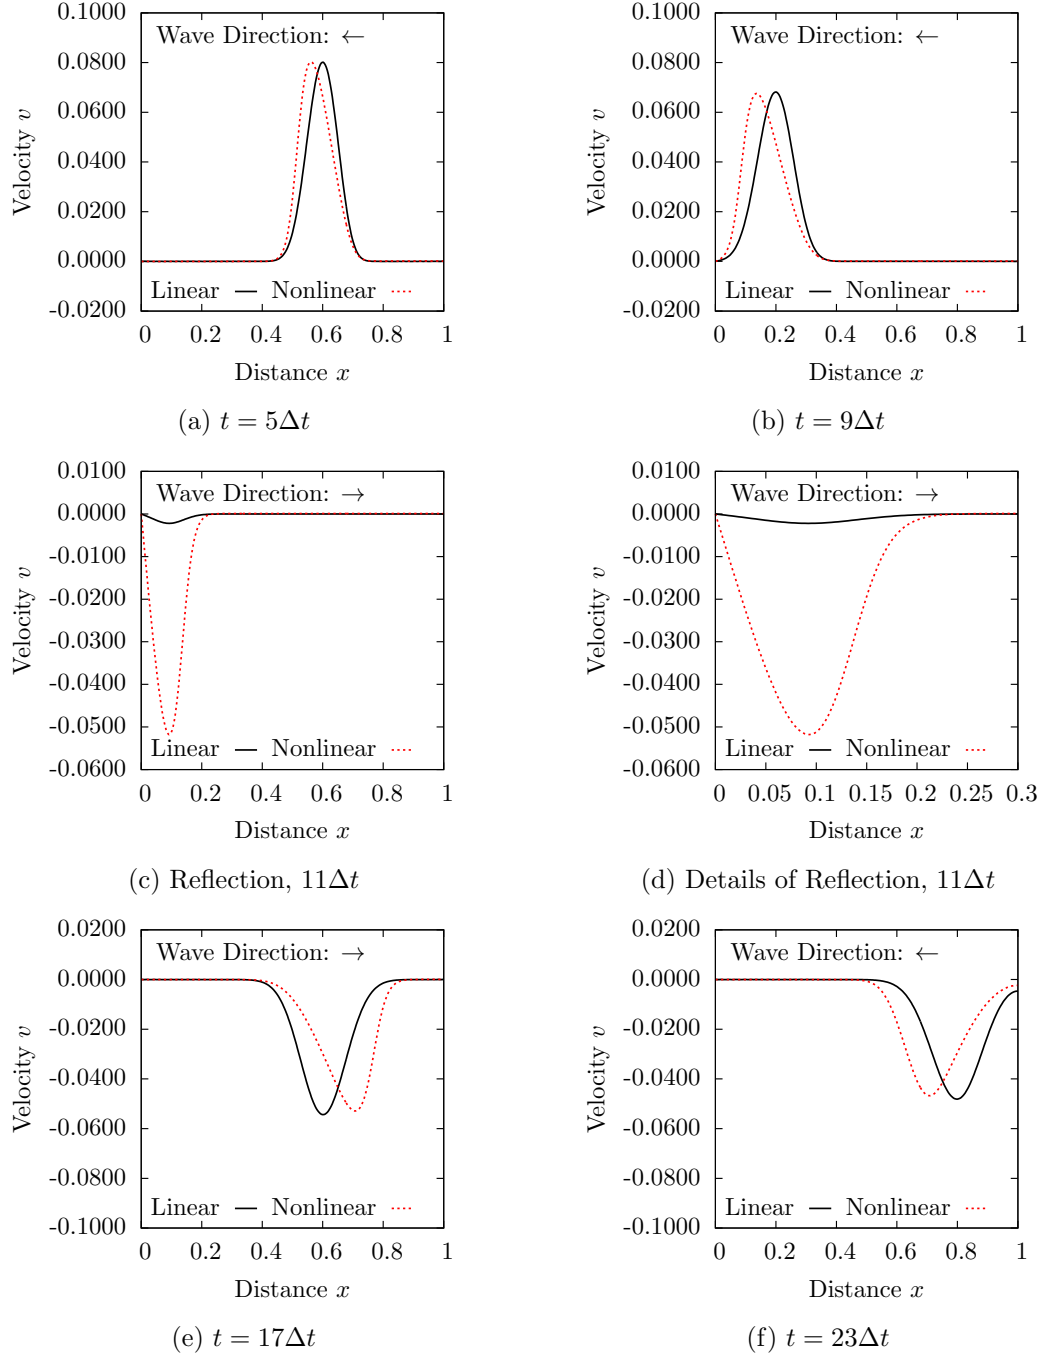 0.1000
0.0800
0.0600
0.0400
0.0200
0.0000
-0.0200
Velocity v
Wave Direction: ←
Linear Nonlinear
0 0.2 0.4 0.6 0.8 1
Distance x
(a) t = 5Δt
0.1000
0.0800
0.0600
0.0400
0.0200
0.0000
-0.0200
Velocity v
Wave Direction: ←
Linear Nonlinear
0 0.2 0.4 0.6 0.8 1
Distance x
(b) t = 9Δt
0.0100
0.0000
-0.0100
-0.0200
-0.0300
-0.0400
-0.0500
-0.0600
Velocity v
Wave Direction: →
Linear Nonlinear
0 0.2 0.4 0.6 0.8 1
Distance x
(c) Reflection, 11Δt
0.0100
0.0000
-0.0100
-0.0200
-0.0300
-0.0400
-0.0500
-0.0600
Velocity v
Wave Direction: →
Linear Nonlinear
0 0.05 0.1 0.15 0.2 0.25 0.3
Distance x
(d) Details of Reflection, 11Δt
0.0200
0.0000
-0.0200
-0.0400
-0.0600
-0.0800
-0.1000
Velocity v
Wave Direction: →
Linear Nonlinear
0 0.2 0.4 0.6 0.8 1
Distance x
(e) t = 17Δt
0.0200
0.0000
-0.0200
-0.0400
-0.0600
-0.0800
-0.1000
Velocity v
Wave Direction: ←
Linear Nonlinear
0 0.2 0.4 0.6 0.8 1
Distance x
(f) t = 23Δt